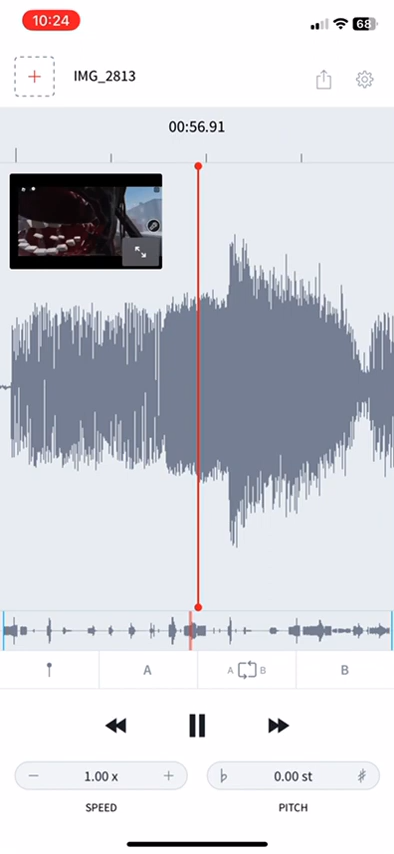 10:24
68
IMG_2813
00:56.91
A
A B
B
− 1.00 x +
♭ 0.00 st ♯
SPEED
PITCH